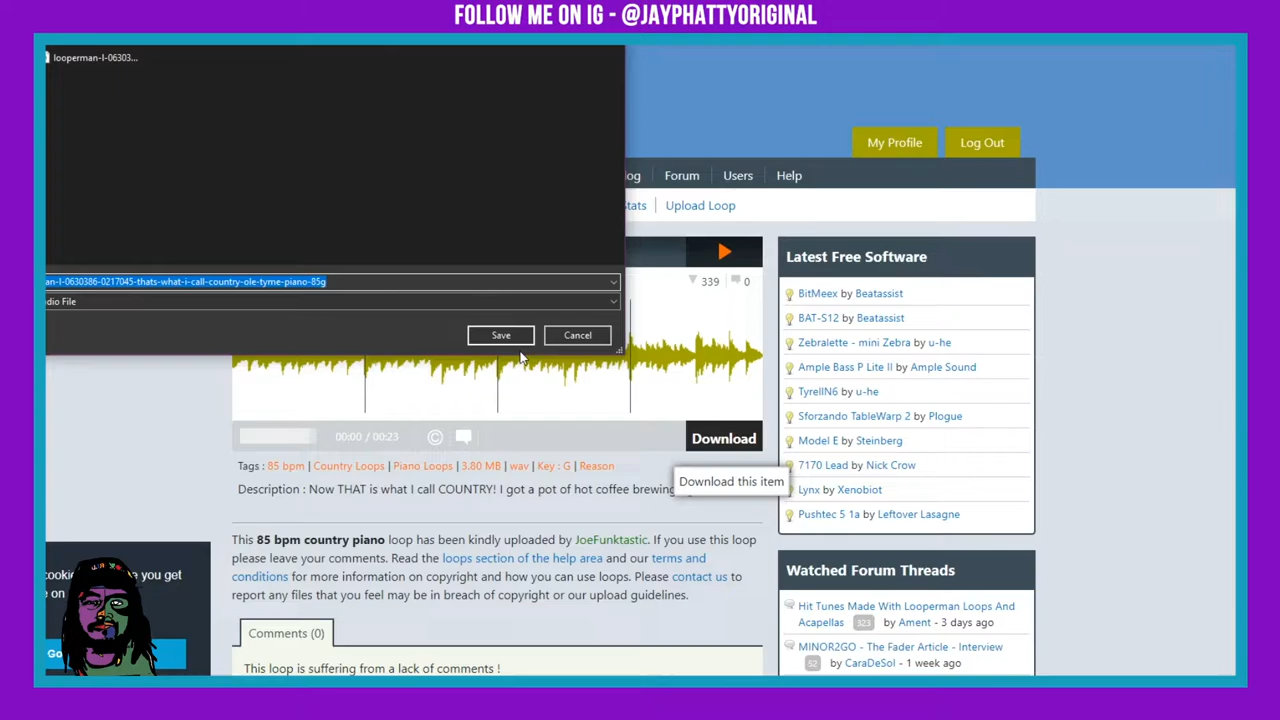 FOLLOW ME ON IG - @JAYPHATTYORIGINAL
looperman-l-06303...
My Profile
Log Out
og
Forum
Users
Help
Stats
Upload Loop
an-l-0630386-0217045-thats-what-i-call-country-ole-tyme-piano-85g
dio File
Save
Cancel
339
0
00:00 / 00:23
©
Download
Tags : 85 bpm | Country Loops | Piano Loops | 3.80 MB | wav | Key : G | Reason
Download this item
Description : Now THAT is what I call COUNTRY! I got a pot of hot coffee brewing
This 85 bpm country piano loop has been kindly uploaded by JoeFunktastic. If you use this loop
please leave your comments. Read the loops section of the help area and our terms and
conditions for more information on copyright and how you can use loops. Please contact us to
report any files that you feel may be in breach of copyright or our upload guidelines.
Comments (0)
This loop is suffering from a lack of comments !
Latest Free Software
BitMeex by Beatassist
BAT-S12 by Beatassist
Zebralette - mini Zebra by u-he
Ample Bass P Lite II by Ample Sound
TyrelIN6 by u-he
Sforzando TableWarp 2 by Plogue
Model E by Steinberg
7170 Lead by Nick Crow
Lynx by Xenobiot
Pushtec 5 1a by Leftover Lasagne
Watched Forum Threads
Hit Tunes Made With Looperman Loops And
Acapellas 323 by Ament - 3 days ago
MINOR2GO - The Fader Article - Interview
52 by CaraDeSol - 1 week ago
cookie
e you get
e on
Go